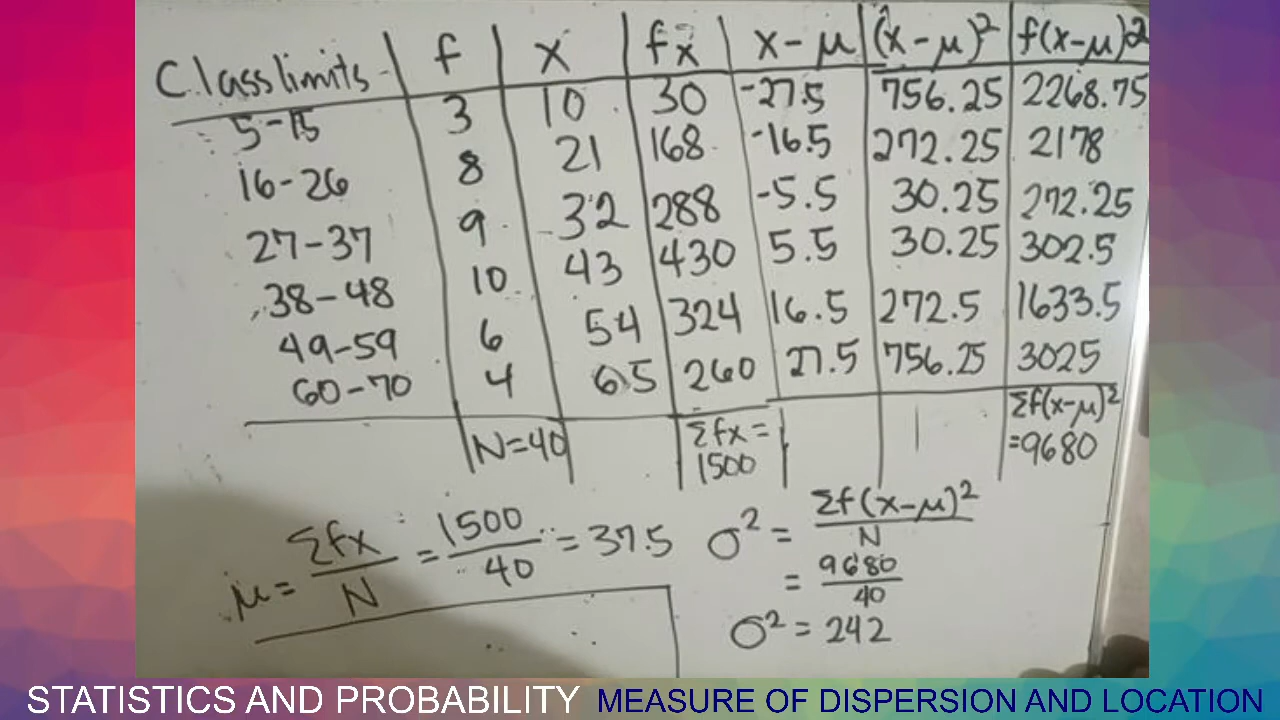 Class limits f x fx x-μ (x-μ)² f(x-μ)2
5-15 3 10 30 -27.5 756.25 2268.75
16-26 8 21 168 -16.5 272.25 2178
27-37 9 32 288 -5.5 30.25 272.25
38-48 10 43 430 5.5 30.25 302.5
49-59 6 54 324 16.5 272.5 1633.5
60-70 4 65 260 27.5 756.25 3025
N=40 Σfx = 1500 Σf(x-μ)² =9680
μ = Σfx/N = 1500/40 = 37.5
σ² = Σf(x-μ)²/N
= 9680/40
σ² = 242
STATISTICS AND PROBABILITY MEASURE OF DISPERSION AND LOCATION